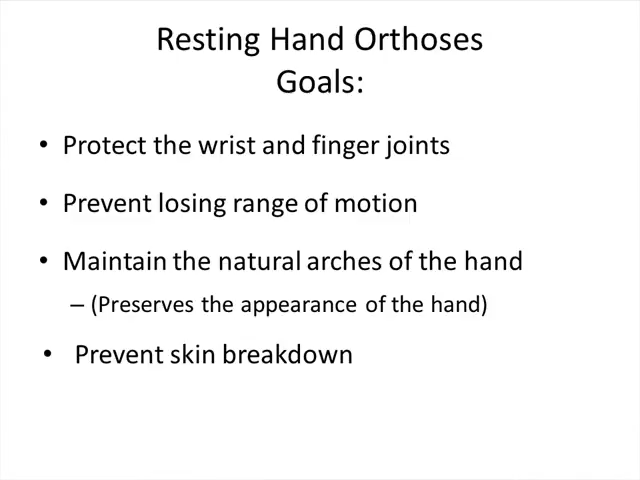 Resting Hand Orthoses
Goals:
• Protect the wrist and finger joints
• Prevent losing range of motion
• Maintain the natural arches of the hand
– (Preserves the appearance of the hand)
• Prevent skin breakdown